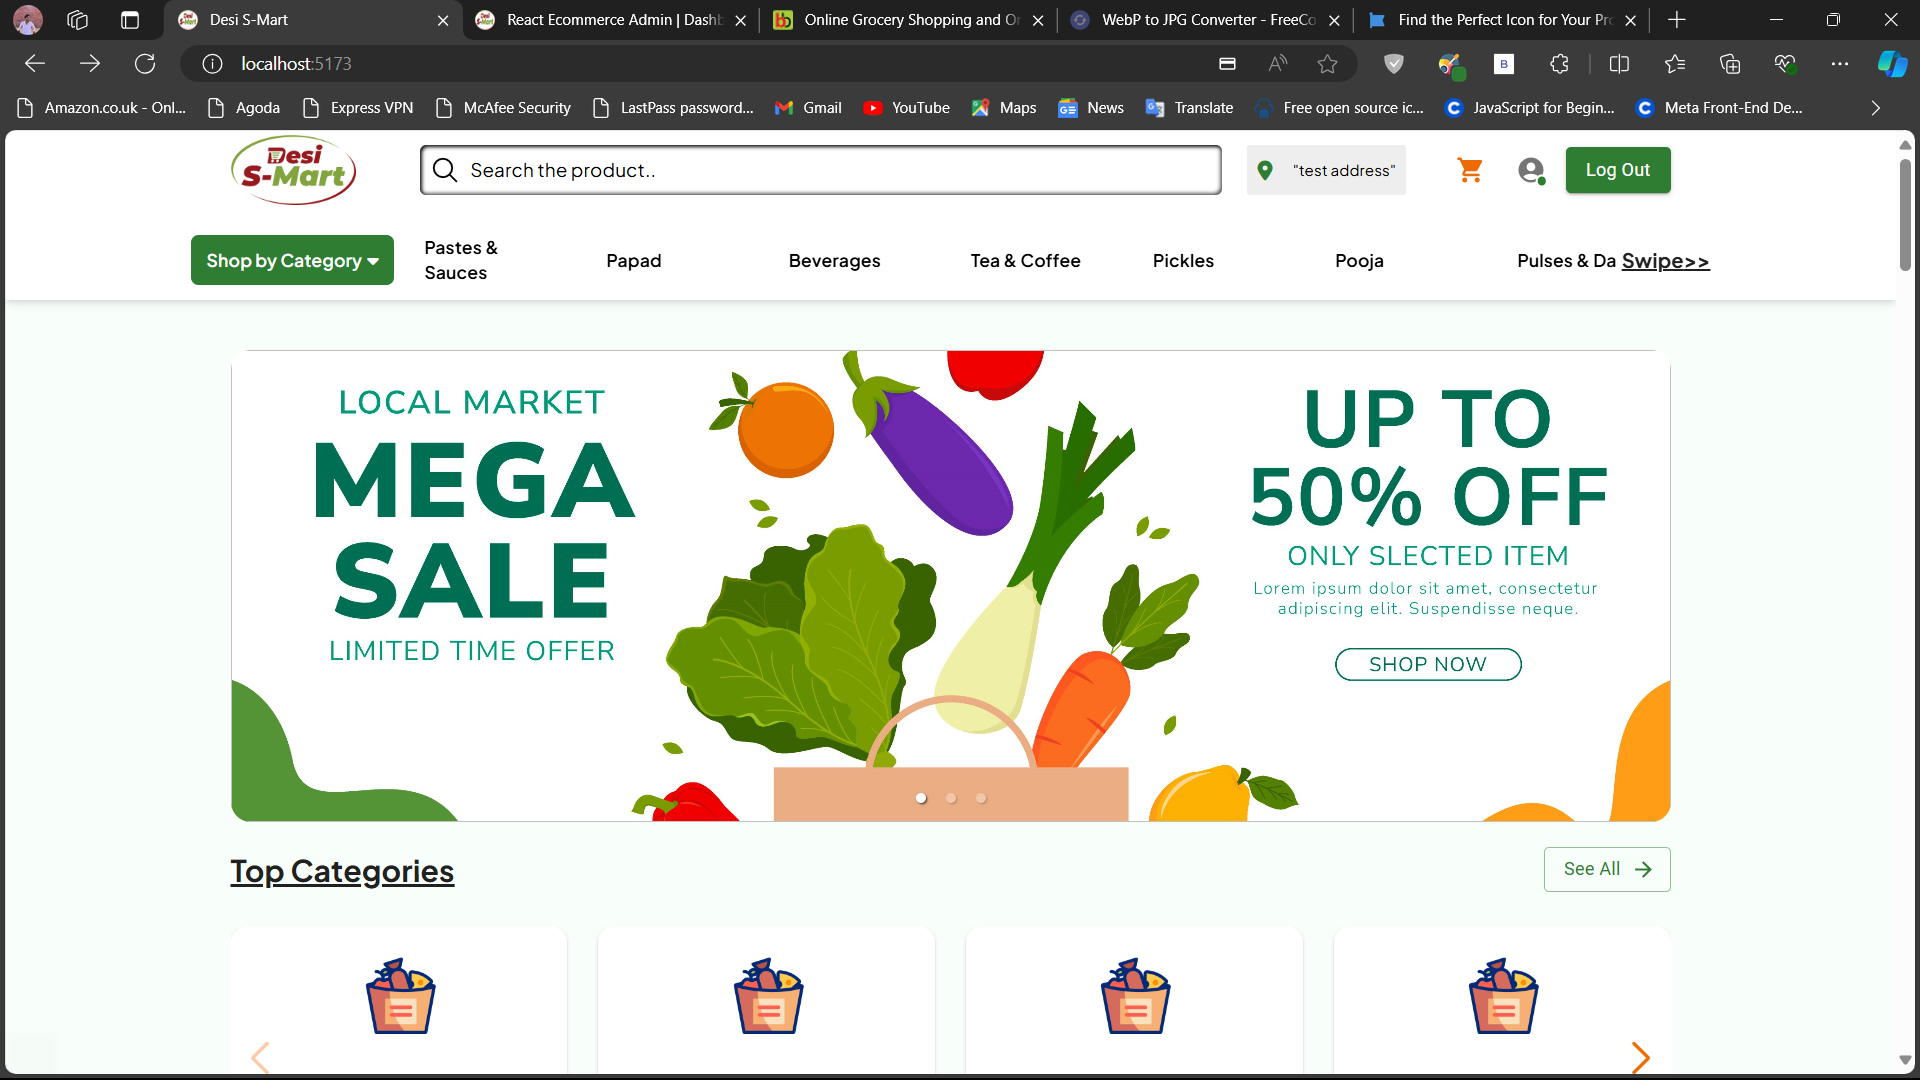 Desi S-Mart
React Ecommerce Admin | Dashb
Online Grocery Shopping and Or
WebP to JPG Converter - FreeCo
Find the Perfect Icon for Your Pro
localhost:5173
Amazon.co.uk - Onl...
Agoda
Express VPN
McAfee Security
LastPass password...
Gmail
YouTube
Maps
News
Translate
Free open source ic...
JavaScript for Begin...
Meta Front-End De...
Desi
S-Mart
Search the product..
"test address"
Log Out
Shop by Category
Pastes &
Sauces
Papad
Beverages
Tea & Coffee
Pickles
Pooja
Pulses & Da
Swipe>>
LOCAL MARKET
MEGA
SALE
LIMITED TIME OFFER
UP TO
50% OFF
ONLY SLECTED ITEM
Lorem ipsum dolor sit amet, consectetur
adipiscing elit. Suspendisse neque.
SHOP NOW
Top Categories
See All